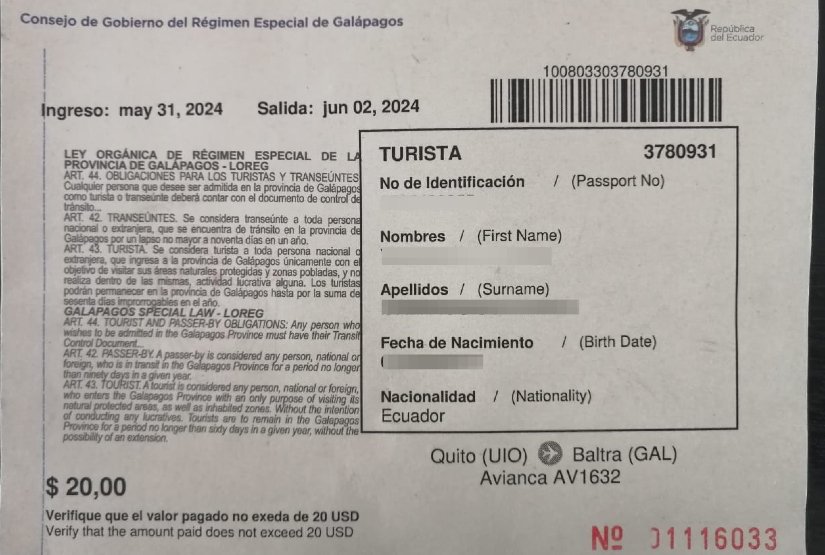 Consejo de Gobierno del Régimen Especial de Galápagos
República
del Ecuador
100803303780931
Ingreso: may 31, 2024 Salida: jun 02, 2024
LEY ORGÁNICA DE RÉGIMEN ESPECIAL DE LA
PROVINCIA DE GALÁPAGOS - LOREG
ART. 44. OBLIGACIONES PARA LOS TURISTAS Y TRANSEÚNTES
Cualquier persona que desee ser admitida en la provincia de Galápagos
como turista o transeúnte deberá contar con el documento de control de
tránsito...
ART. 42. TRANSEÚNTES. Se considera transeúnte a toda persona
nacional o extranjera, que se encuentra de tránsito en la provincia de
Galápagos por un lapso no mayor a noventa días en un año.
ART. 43. TURISTA. Se considera turista a toda persona nacional o
extranjera, que ingresa a la provincia de Galápagos únicamente con el
objetivo de visitar sus áreas naturales protegidas y zonas pobladas, y no
realiza dentro de las mismas, actividad lucrativa alguna. Los turistas
podrán permanecer en la provincia de Galápagos hasta por la suma de
sesenta días improrrogables en el año.
GALAPAGOS SPECIAL LAW - LOREG
ART. 44. TOURIST AND PASSER-BY OBLIGATIONS: Any person who
wishes to be admitted in the Galapagos Province must have their Transit
Control Document...
ART. 42. PASSER-BY. A passer-by is considered any person, national or
foreign, who is in transit in the Galapagos Province for a period no longer
than ninety days in a given year.
ART. 43. TOURIST. A tourist is considered any person, national or foreign,
who enters the Galapagos Province with an only purpose of visiting its
natural protected areas, as well as inhabited zones. Without the intention
of conducting any lucratives. Tourists are to remain in the Galapagos
Province for a period no longer than sixty days in a given year, without the
possibility of an extension.
TURISTA 3780931
No de Identificación / (Passport No)
Nombres / (First Name)
Apellidos / (Surname)
Fecha de Nacimiento / (Birth Date)
Nacionalidad / (Nationality)
Ecuador
Quito (UIO) Baltra (GAL)
Avianca AV1632
$ 20,00
Verifique que el valor pagado no exeda de 20 USD
Verify that the amount paid does not exceed 20 USD
Nº 01116033